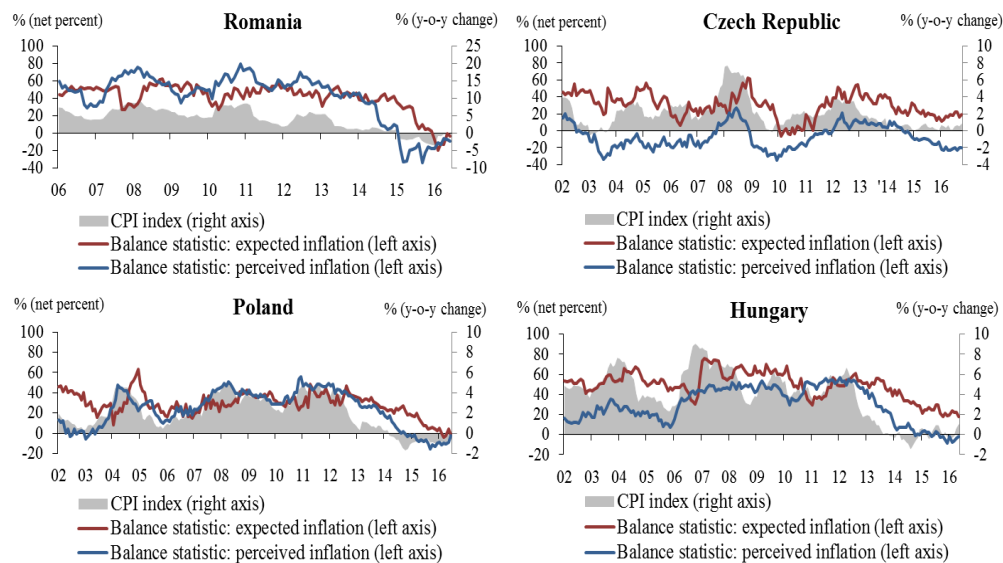 % (net percent) Romania % (y-o-y change)
100 25
80 20
60 15
40 10
20 5
0 0
-20 -5
-40 -10
06 07 08 09 10 11 12 13 14 15 16
CPI index (right axis)
Balance statistic: expected inflation (left axis)
Balance statistic: perceived inflation (left axis)
% (net percent) Czech Republic % (y-o-y change)
100 10
80 8
60 6
40 4
20 2
0 0
-20 -2
-40 -4
02 03 04 05 06 07 08 09 10 11 12 13 '14 15 16
CPI index (right axis)
Balance statistic: expected inflation (left axis)
Balance statistic: perceived inflation (left axis)
% (net percent) Poland % (y-o-y change)
100 10
80 8
60 6
40 4
20 2
0 0
-20 -2
02 03 04 05 06 07 08 09 10 11 12 13 14 15 16
CPI index (right axis)
Balance statistic: expected inflation (left axis)
Balance statistic: perceived inflation (left axis)
% (net percent) Hungary % (y-o-y change)
100 10
80 8
60 6
40 4
20 2
0 0
-20 -2
02 03 04 05 06 07 08 09 10 11 12 13 14 15 16
CPI index (right axis)
Balance statistic: expected inflation (left axis)
Balance statistic: perceived inflation (left axis)